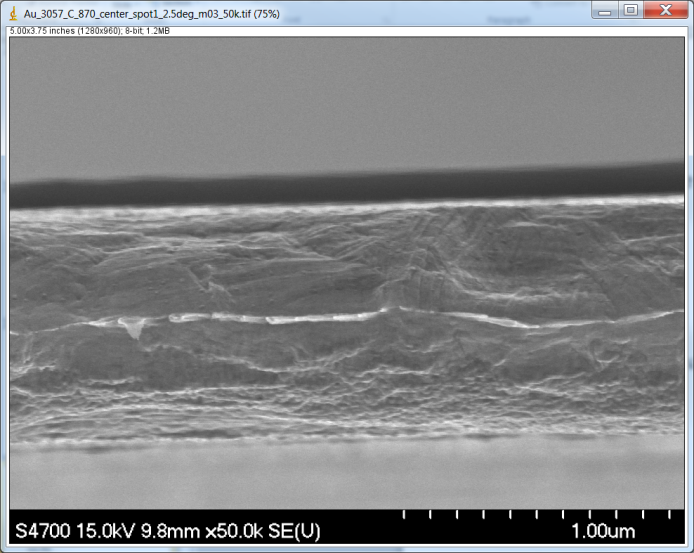 Au_3057_C_870_center_spot1_2.5deg_m03_50k.tif (75%)
5.00x3.75 inches (1280x960); 8-bit; 1.2MB
S4700 15.0kV 9.8mm x50.0k SE(U) 1.00um